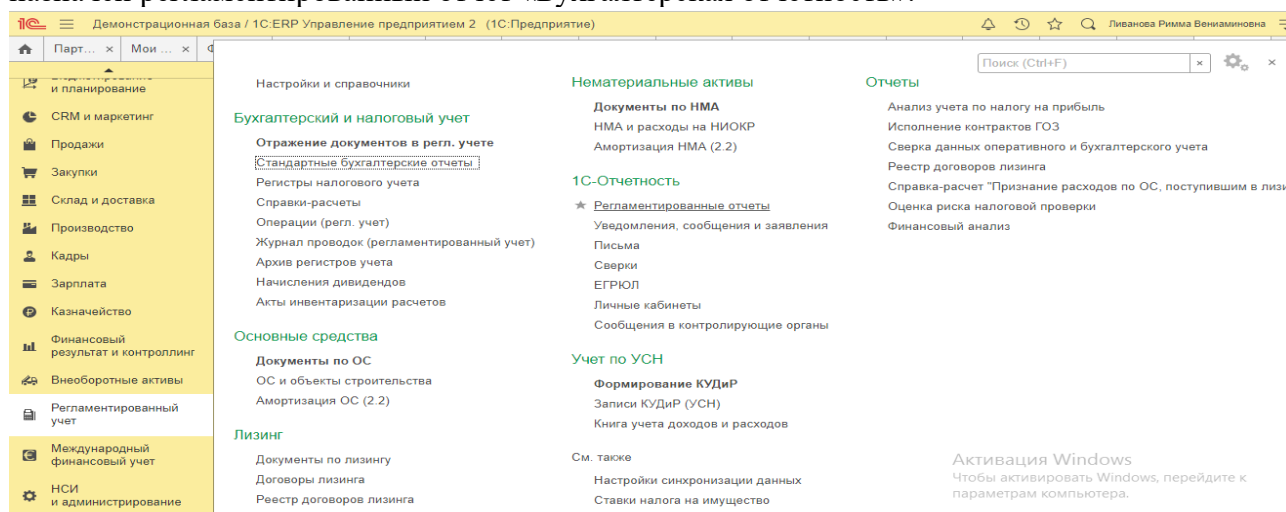 назначен регламентированный отчет «Бухгалтерская отчетность».
1С Демонстрационная база / 1С:ERP Управление предприятием 2 (1С:Предприятие) Ливанова Римма Вениаминовна
Парт... × Мои ... ×
Поиск (Ctrl+F) × ×
и планирование
CRM и маркетинг
Продажи
Закупки
Склад и доставка
Производство
Кадры
Зарплата
Казначейство
Финансовый
результат и контроллинг
Внеоборотные активы
Регламентированный
учет
Международный
финансовый учет
НСИ
и администрирование
Настройки и справочники
Бухгалтерский и налоговый учет
Отражение документов в регл. учете
Стандартные бухгалтерские отчеты
Регистры налогового учета
Справки-расчеты
Операции (регл. учет)
Журнал проводок (регламентированный учет)
Архив регистров учета
Начисления дивидендов
Акты инвентаризации расчетов
Основные средства
Документы по ОС
ОС и объекты строительства
Амортизация ОС (2.2)
Лизинг
Документы по лизингу
Договоры лизинга
Реестр договоров лизинга
Нематериальные активы
Документы по НМА
НМА и расходы на НИОКР
Амортизация НМА (2.2)
1С-Отчетность
Регламентированные отчеты
Уведомления, сообщения и заявления
Письма
Сверки
ЕГРЮЛ
Личные кабинеты
Сообщения в контролирующие органы
Учет по УСН
Формирование КУДиР
Записи КУДиР (УСН)
Книга учета доходов и расходов
См. также
Настройки синхронизации данных
Ставки налога на имущество
Отчеты
Анализ учета по налогу на прибыль
Исполнение контрактов ГОЗ
Сверка данных оперативного и бухгалтерского учета
Реестр договоров лизинга
Справка-расчет "Признание расходов по ОС, поступившим в лизи
Оценка риска налоговой проверки
Финансовый анализ
Активация Windows
Чтобы активировать Windows, перейдите к
параметрам компьютера.